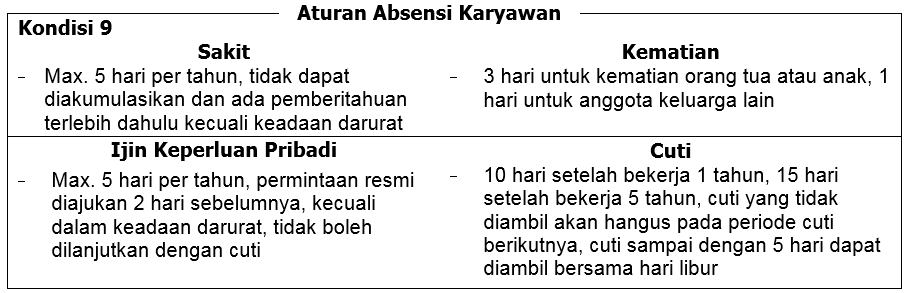 Aturan Absensi Karyawan
Kondisi 9
Sakit
- Max. 5 hari per tahun, tidak dapat
diakumulasikan dan ada pemberitahuan
terlebih dahulu kecuali keadaan darurat
Kematian
- 3 hari untuk kematian orang tua atau anak, 1
hari untuk anggota keluarga lain
Ijin Keperluan Pribadi
- Max. 5 hari per tahun, permintaan resmi
diajukan 2 hari sebelumnya, kecuali
dalam keadaan darurat, tidak boleh
dilanjutkan dengan cuti
Cuti
- 10 hari setelah bekerja 1 tahun, 15 hari
setelah bekerja 5 tahun, cuti yang tidak
diambil akan hangus pada periode cuti
berikutnya, cuti sampai dengan 5 hari dapat
diambil bersama hari libur